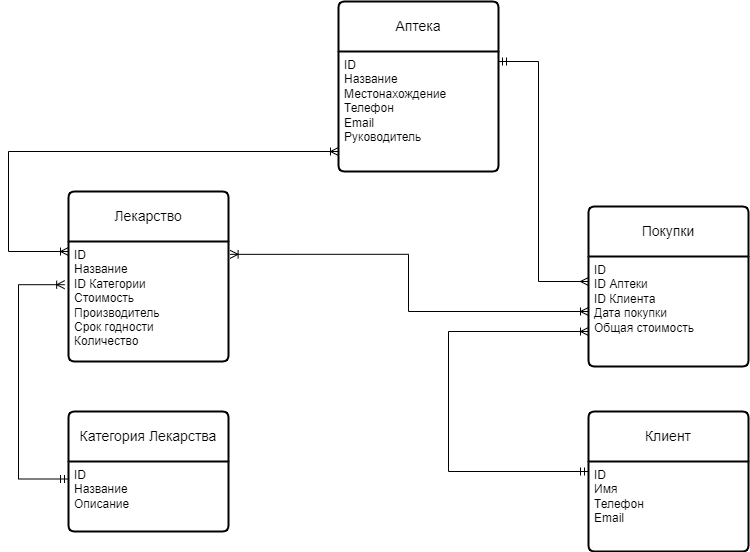 Аптека
ID
Название
Местонахождение
Телефон
Email
Руководитель
Лекарство
ID
Название
ID Категории
Стоимость
Производитель
Срок годности
Количество
Покупки
ID
ID Аптеки
ID Клиента
Дата покупки
Общая стоимость
Категория Лекарства
ID
Название
Описание
Клиент
ID
Имя
Телефон
Email